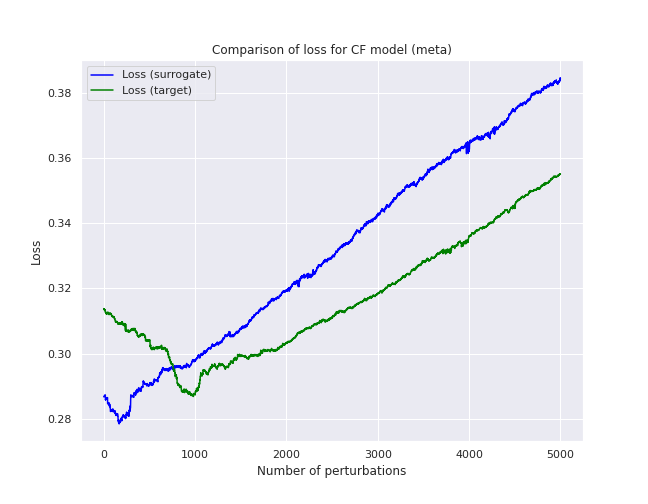 Comparison of loss for CF model (meta)
Loss (surrogate)
Loss (target)
0.38
0.36
0.34
0.32
0.30
0.28
Loss
0 1000 2000 3000 4000 5000
Number of perturbations